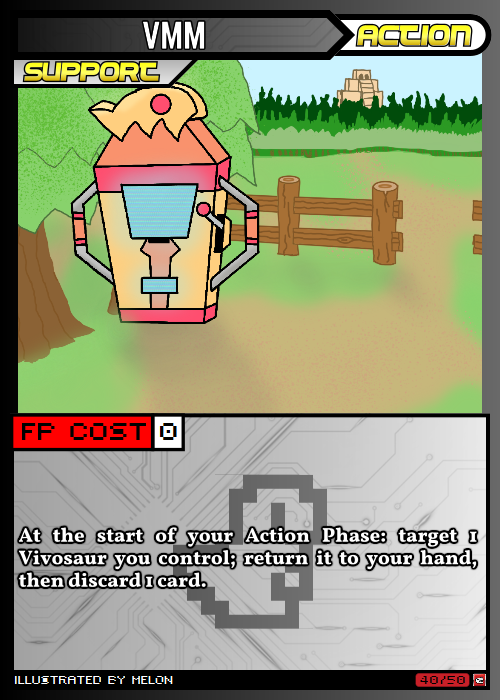 VMM
ACTION
SUPPORT
FP COST 0
At the start of your Action Phase: target 1
Vivosaur you control; return it to your hand,
then discard 1 card.
ILLUSTRATED BY MELON
40/50